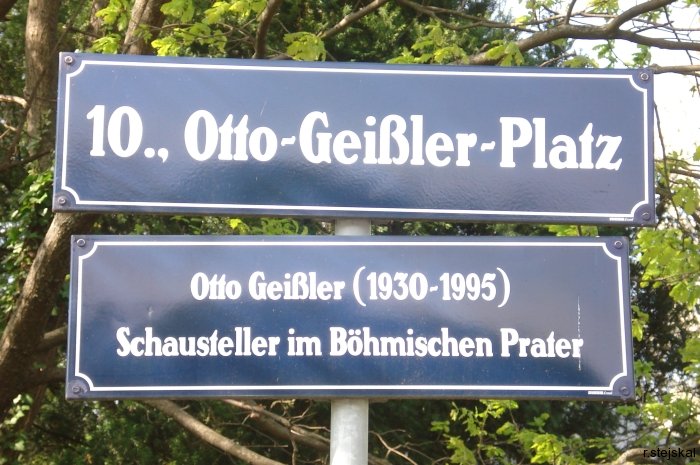 10., Otto-Geißler-Platz
Otto Geißler (1930-1995)
Schausteller im Böhmischen Prater
r.stejskal